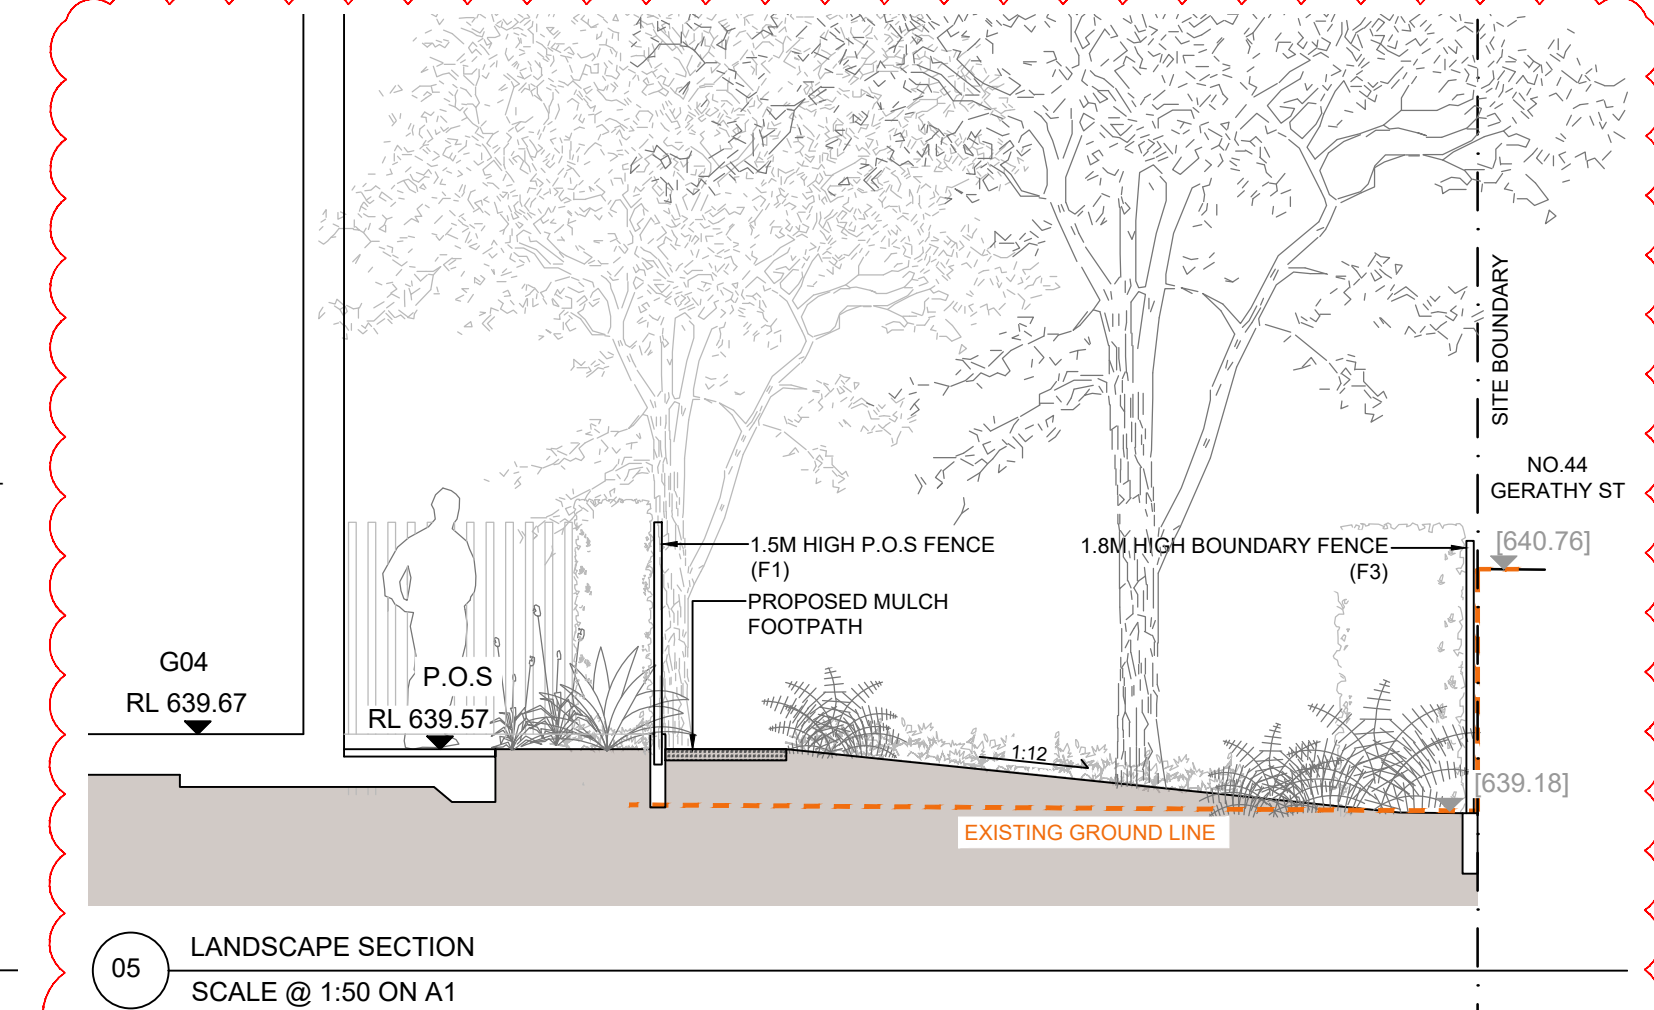 SITE BOUNDARY
NO.44
GERATHY ST
[640.76]
1.5M HIGH P.O.S FENCE
(F1)
1.8M HIGH BOUNDARY FENCE
(F3)
PROPOSED MULCH
FOOTPATH
G04
RL 639.67
P.O.S
RL 639.57
1:12
[639.18]
EXISTING GROUND LINE
05
LANDSCAPE SECTION
SCALE @ 1:50 ON A1